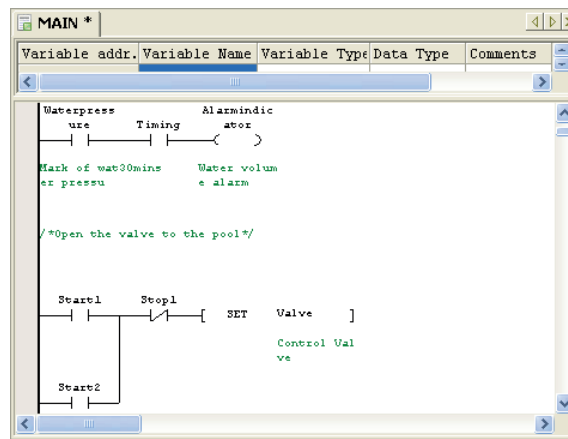 MAIN *
Variable addr. Variable Name Variable Type Data Type Comments
Waterpress Alarmindic
ure Timing ator
Mark of wat30mins Water volum
er pressu e alarm
/*Open the valve to the pool*/
Start1 Stop1
SET Valve
Control Val
ve
Start2